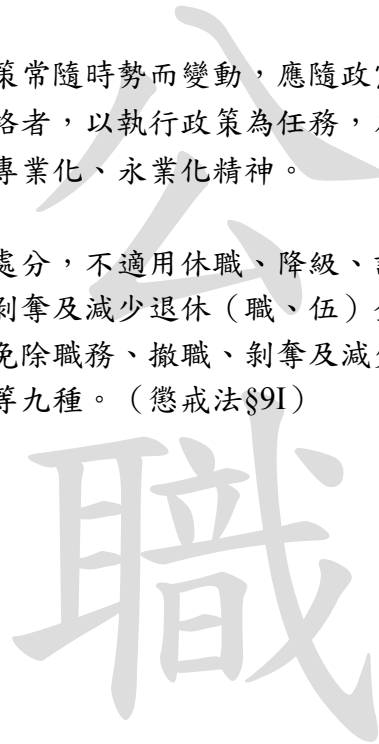 策常隨時勢而變動，應隨政
格者，以執行政策為任務，
專業化、永業化精神。
處分，不適用休職、降級、
剝奪及減少退休（職、伍）
免除職務、撤職、剝奪及減
等九種。（懲戒法§9I）
公
職